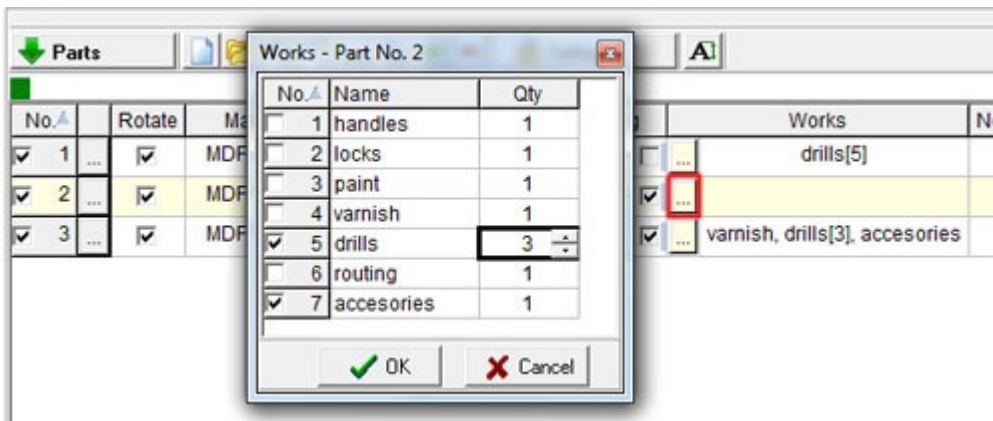 Parts
Works - Part No. 2
A
No. Rotate Works
No. Name Qty
1 handles 1
2 locks 1
3 paint 1
4 varnish 1
5 drills 3
6 routing 1
7 accesories 1
OK Cancel
1 ... MDF ... drills[5]
2 ... MDF ...
3 ... MDF ... varnish, drills[3], accesories